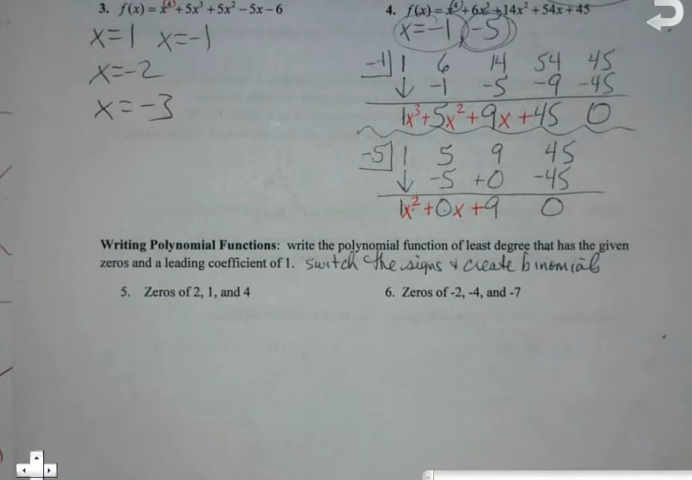 3. f(x) = x⁴ + 5x³ + 5x² − 5x − 6
x=1 x=-1
x=-2
x=-3
4. f(x) = x⁴ + 6x³ + 14x² + 54x + 45
x=-1, -5
-1| 1 6 14 54 45
↓ -1 -5 -9 -45
1x³+5x²+9x+45 0
-5| 1 5 9 45
↓ -5 +0 -45
1x²+0x+9 0
Writing Polynomial Functions: write the polynomial function of least degree that has the given
zeros and a leading coefficient of 1. switch the signs & create binomials
5. Zeros of 2, 1, and 4
6. Zeros of -2, -4, and -7